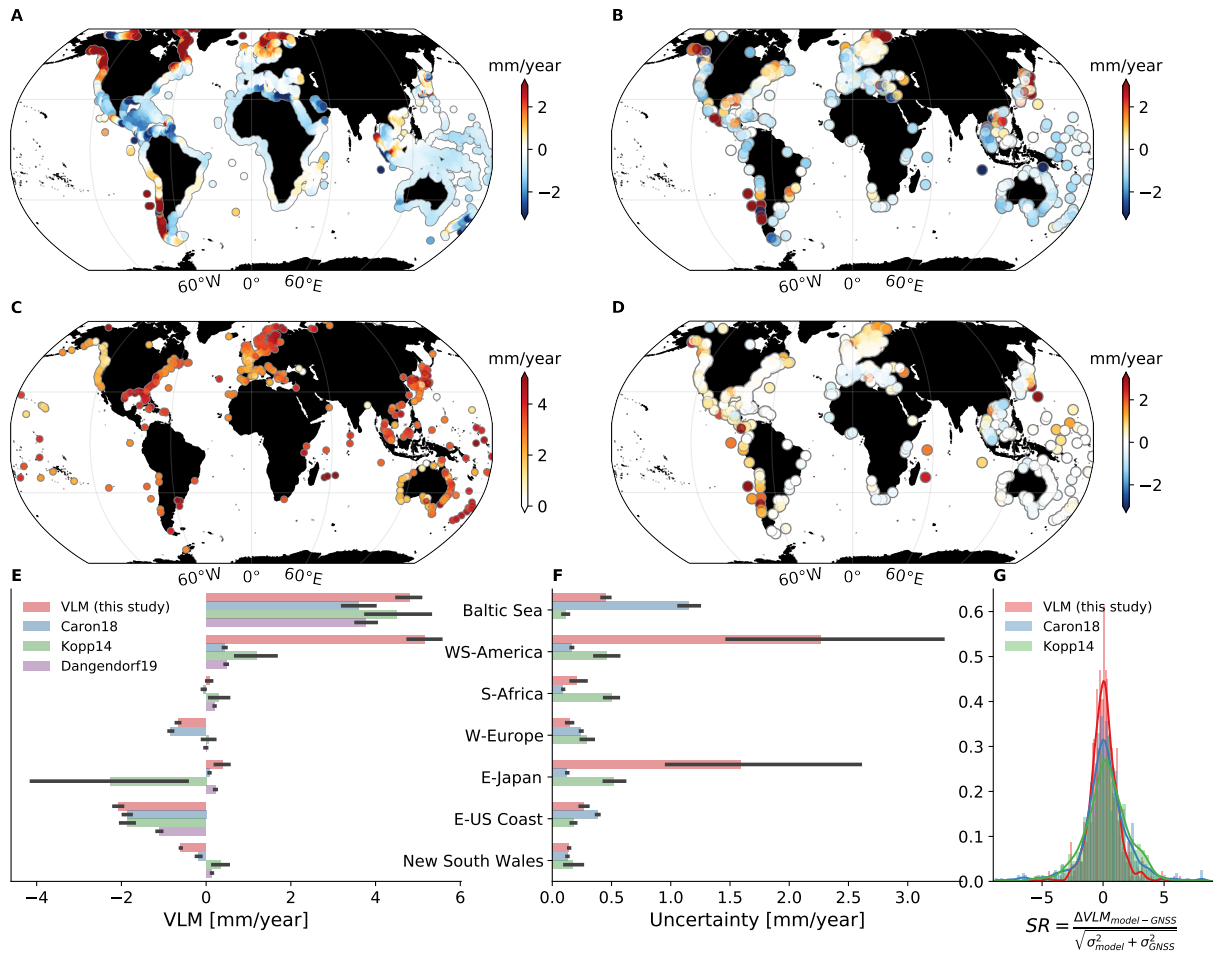 A
mm/year
2
0
−2
60°W 0° 60°E
B
mm/year
2
0
−2
60°W 0° 60°E
C
mm/year
4
2
0
60°W 0° 60°E
D
mm/year
2
0
−2
60°W 0° 60°E
E
VLM (this study)
Caron18
Kopp14
Dangendorf19
−4 −2 0 2 4 6
VLM [mm/year]
F
Baltic Sea
WS-America
S-Africa
W-Europe
E-Japan
E-US Coast
New South Wales
0.0 0.5 1.0 1.5 2.0 2.5 3.0
Uncertainty [mm/year]
G
VLM (this study)
Caron18
Kopp14
0.6
0.5
0.4
0.3
0.2
0.1
0.0
−5 0 5
SR = ΔVLM_model−GNSS / √(σ²_model + σ²_GNSS)